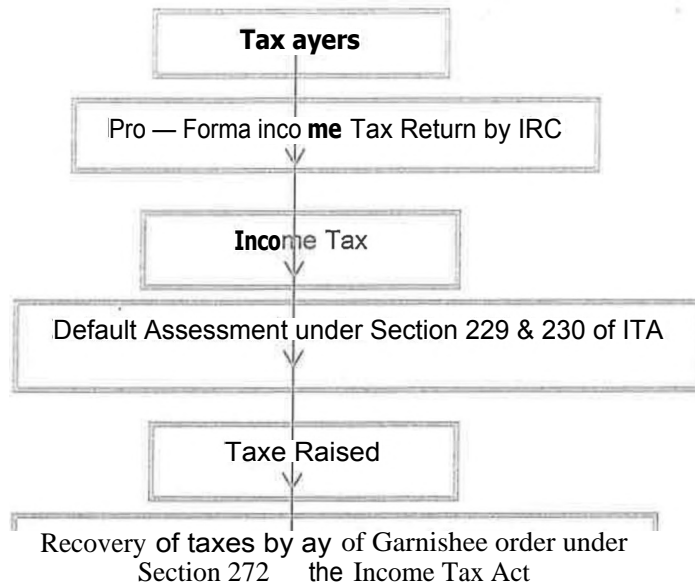 Tax ayers
Pro — Forma inco me Tax Return by IRC
Income Tax
Default Assessment under Section 229 & 230 of ITA
Taxe Raised
Recovery of taxes by ay of Garnishee order under
Section 272 the Income Tax Act